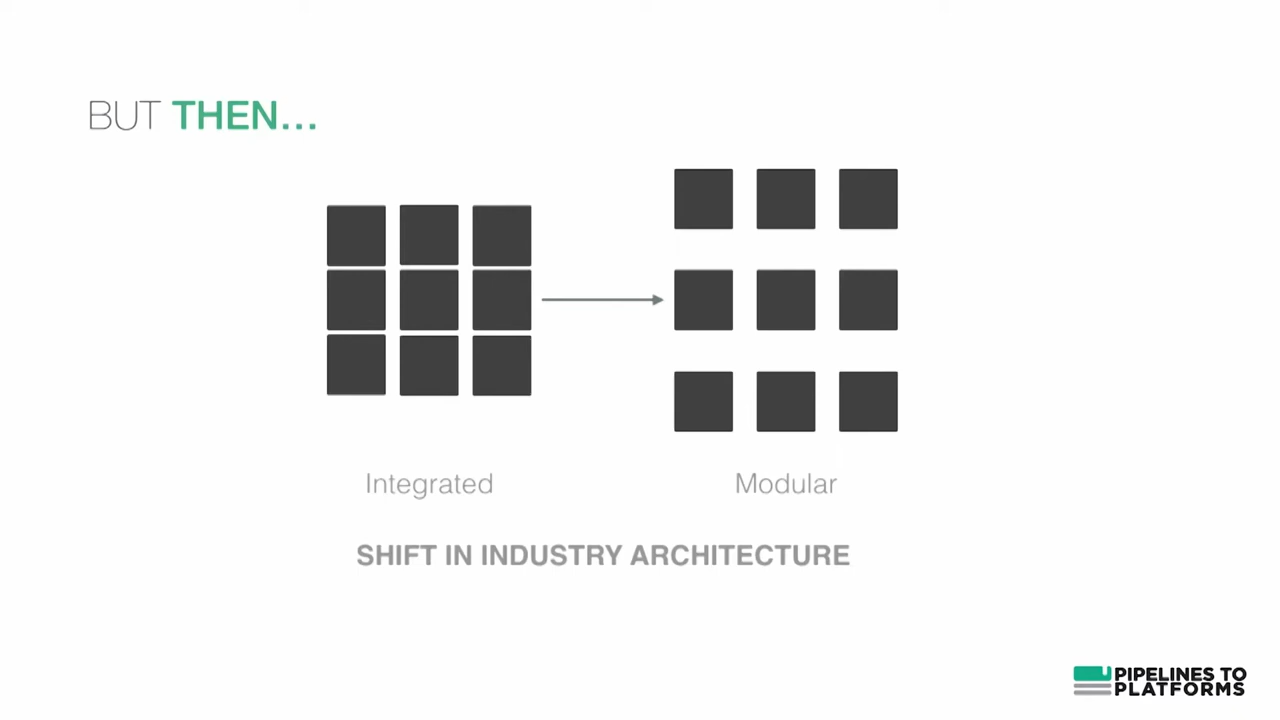 BUT THEN...
Integrated
Modular
SHIFT IN INDUSTRY ARCHITECTURE
PIPELINES TO
PLATFORMS